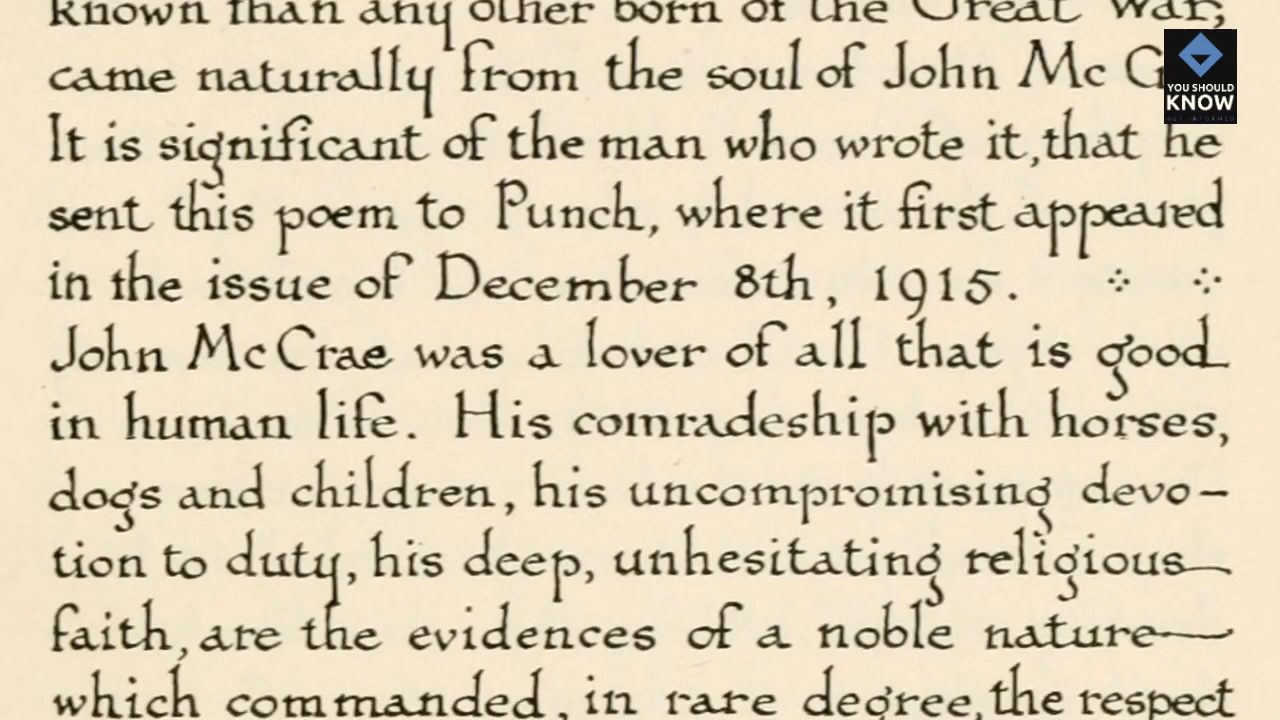 known than any other born of the Great War,
came naturally from the soul of John Mc
It is significant of the man who wrote it, that he
sent this poem to Punch, where it first appeared
in the issue of December 8th, 1915.
John McCrae was a lover of all that is good
in human life. His comradeship with horses,
dogs and children, his uncompromising devo-
tion to duty, his deep, unhesitating religious
faith, are the evidences of a noble nature—
which commanded, in rare degree, the respect
YOU SHOULD
KNOW
GET INFORMED